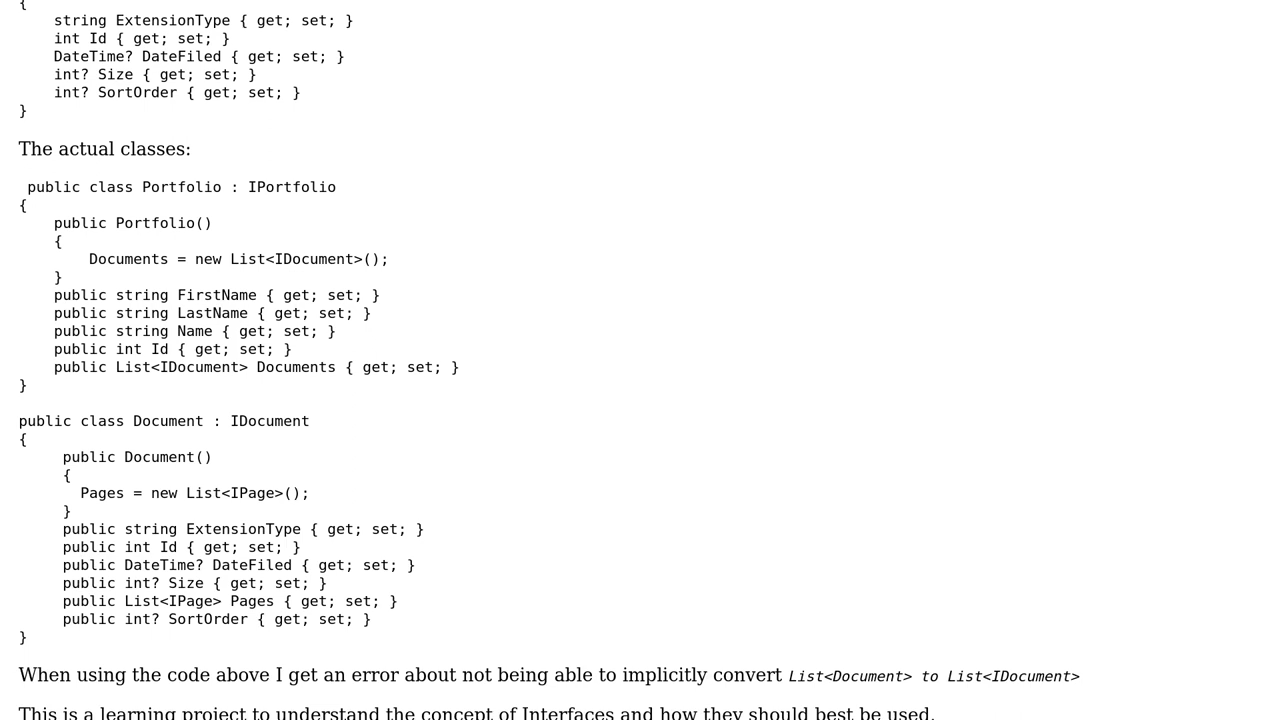 {
    string ExtensionType { get; set; }
    int Id { get; set; }
    DateTime? DateFiled { get; set; }
    int? Size { get; set; }
    int? SortOrder { get; set; }
}
The actual classes:
 public class Portfolio : IPortfolio
{
    public Portfolio()
    {
        Documents = new List<IDocument>();
    }
    public string FirstName { get; set; }
    public string LastName { get; set; }
    public string Name { get; set; }
    public int Id { get; set; }
    public List<IDocument> Documents { get; set; }
}
public class Document : IDocument
{
     public Document()
     {
       Pages = new List<IPage>();
     }
     public string ExtensionType { get; set; }
     public int Id { get; set; }
     public DateTime? DateFiled { get; set; }
     public int? Size { get; set; }
     public List<IPage> Pages { get; set; }
     public int? SortOrder { get; set; }
}
When using the code above I get an error about not being able to implicitly convert List<Document> to List<IDocument>
This is a learning project to understand the concept of Interfaces and how they should best be used.